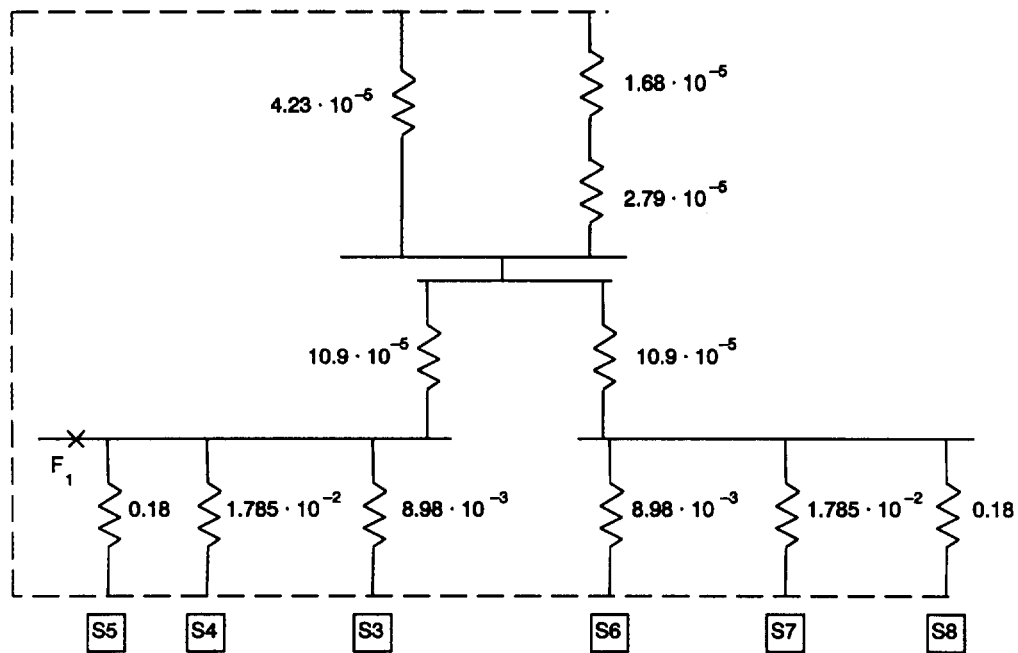 4.23 · 10⁻⁵
1.68 · 10⁻⁵
2.79 · 10⁻⁵
10.9 · 10⁻⁵
10.9 · 10⁻⁵
F₁
0.18
1.785 · 10⁻²
8.98 · 10⁻³
8.98 · 10⁻³
1.785 · 10⁻²
0.18
S5
S4
S3
S6
S7
S8